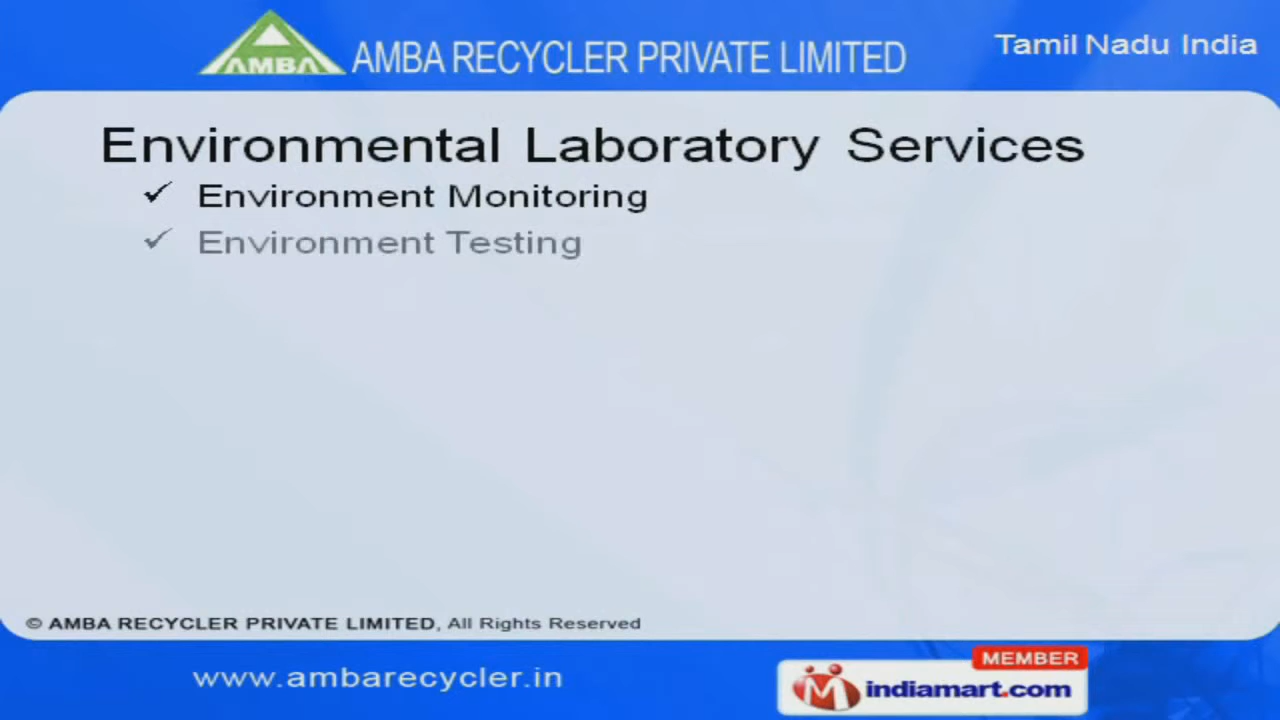 AMBA
AMBA RECYCLER PRIVATE LIMITED
Tamil Nadu India
Environmental Laboratory Services
✓ Environment Monitoring
✓ Environment Testing
© AMBA RECYCLER PRIVATE LIMITED, All Rights Reserved
www.ambarecycler.in
MEMBER
M indiamart.com